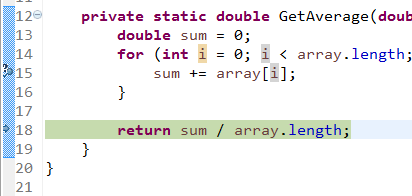 12 private static double GetAverage(dou
13 double sum = 0;
14 for (int i = 0; i < array.length;
15 sum += array[i];
16 }
17
18 return sum / array.length;
19 }
20 }
21